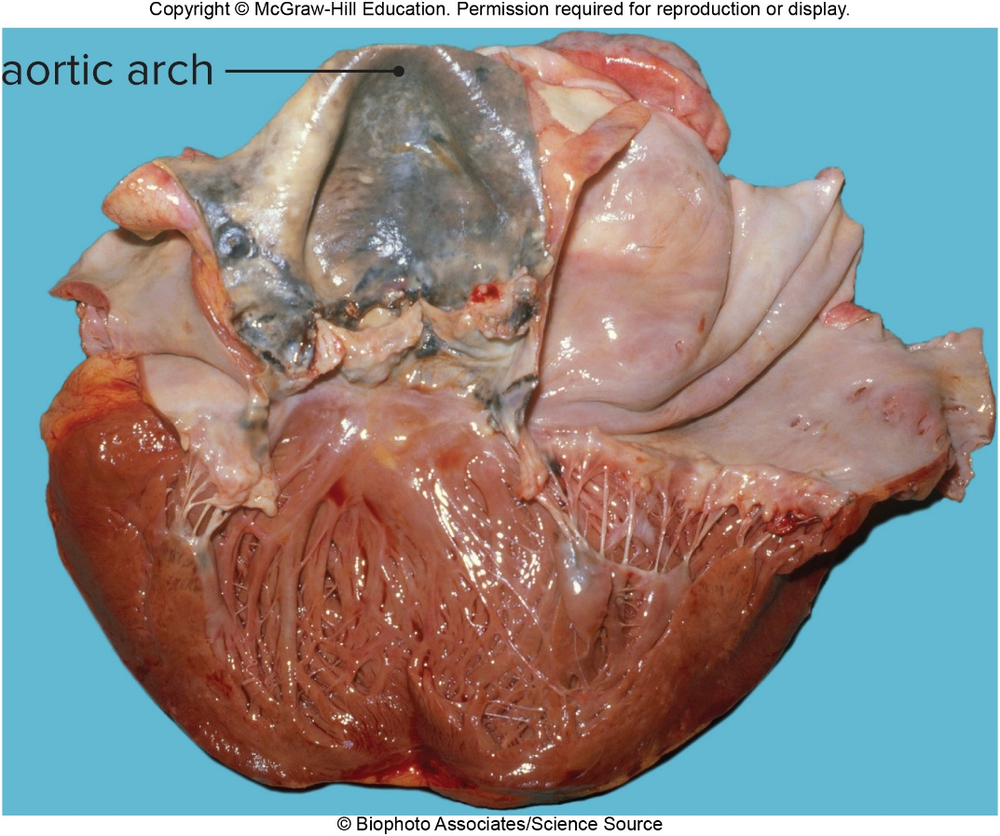 Copyright © McGraw-Hill Education. Permission required for reproduction or display.
aortic arch
© Biophoto Associates/Science Source